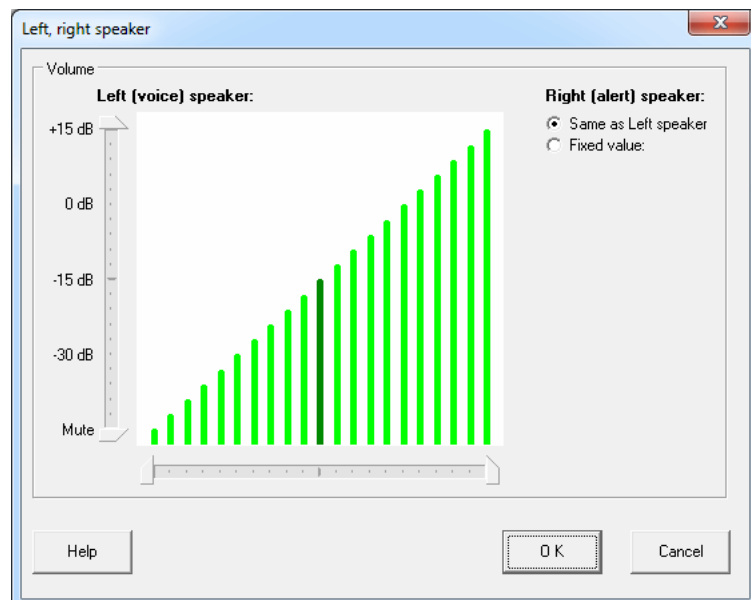 Left, right speaker
Volume
Left (voice) speaker:
+15 dB
0 dB
-15 dB
-30 dB
Mute
Right (alert) speaker:
Same as Left speaker
Fixed value:
Help
O K
Cancel